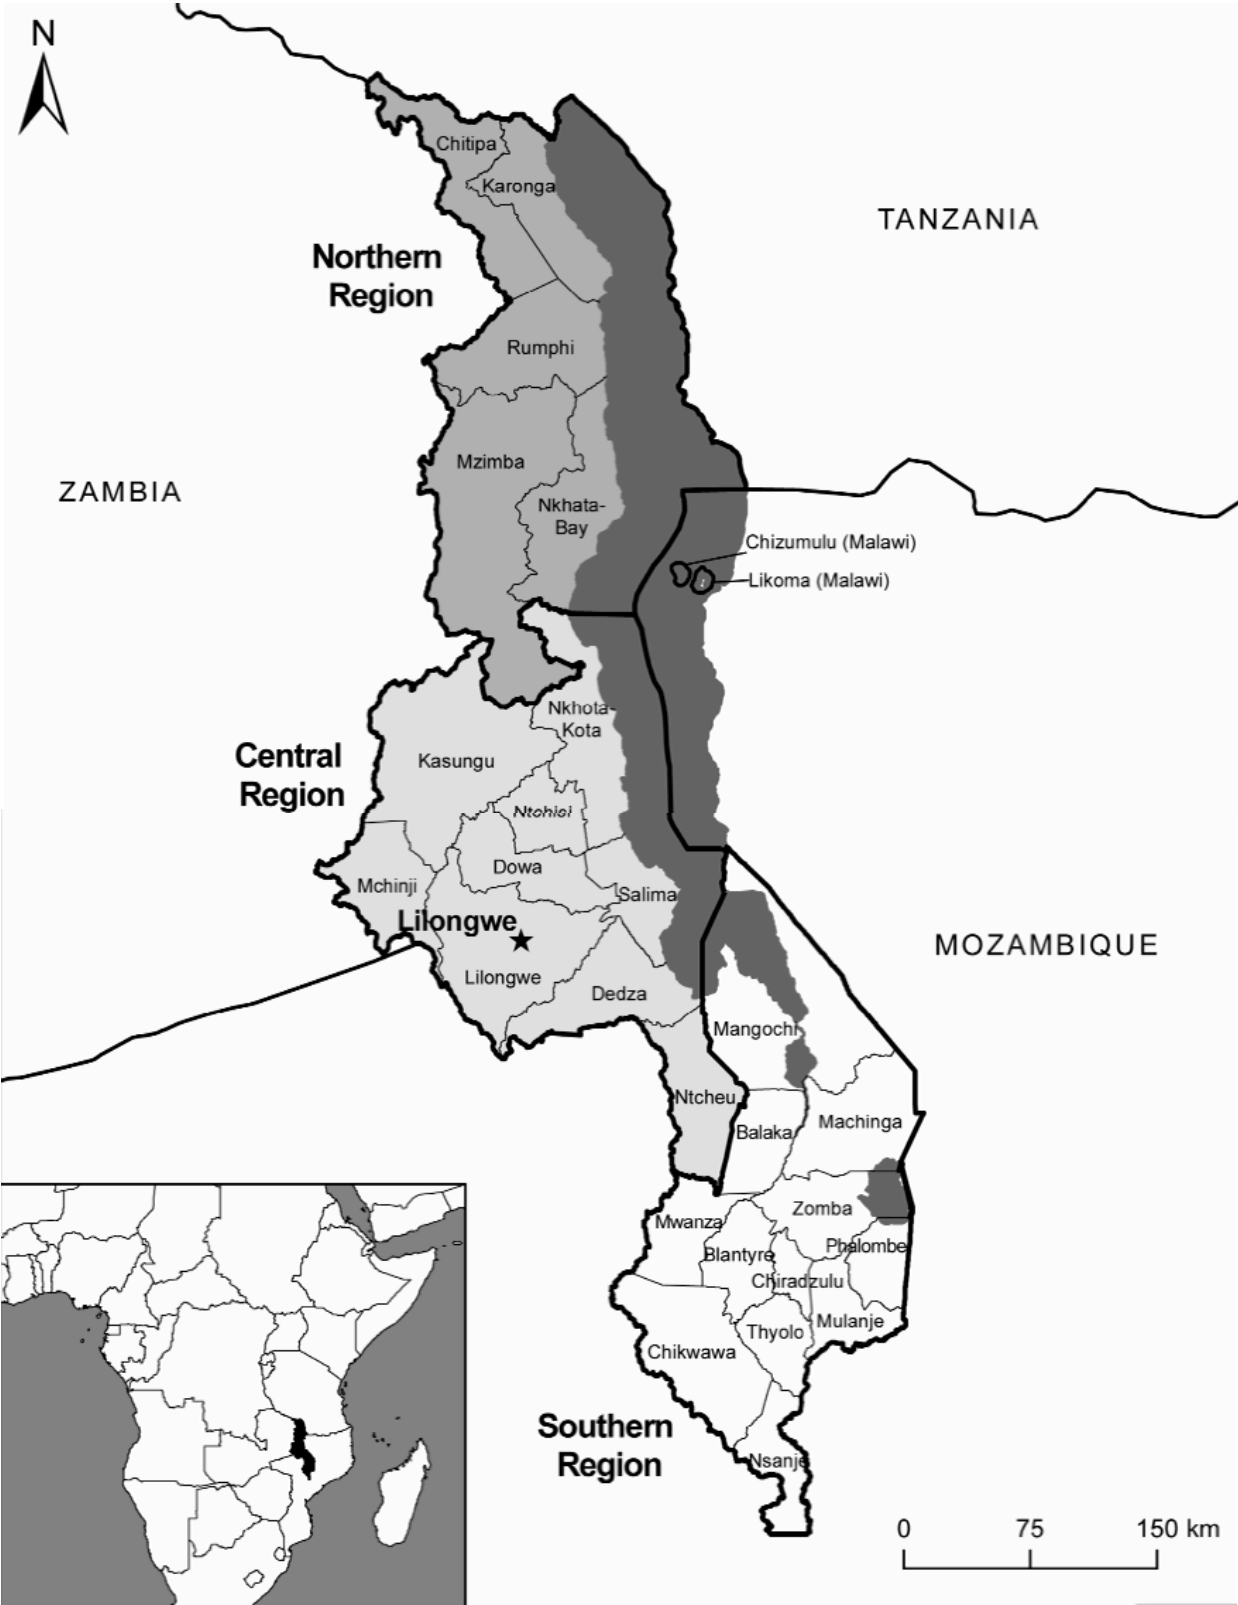 N
Chitipa
Karonga
TANZANIA
Northern
Region
Rumphi
Mzimba
ZAMBIA
Nkhata-
Bay
Chizumulu (Malawi)
Likoma (Malawi)
Nkhota-
Kota
Central
Region
Kasungu
Ntchisi
Dowa
Mchinji
Salima
Lilongwe
MOZAMBIQUE
Lilongwe
Dedza
Mangochi
Ntcheu
Balaka
Machinga
Zomba
Mwanza
Phalombe
Blantyre
Chiradzulu
Mulanje
Thyolo
Chikwawa
Southern
Region
Nsanje
0 75 150 km